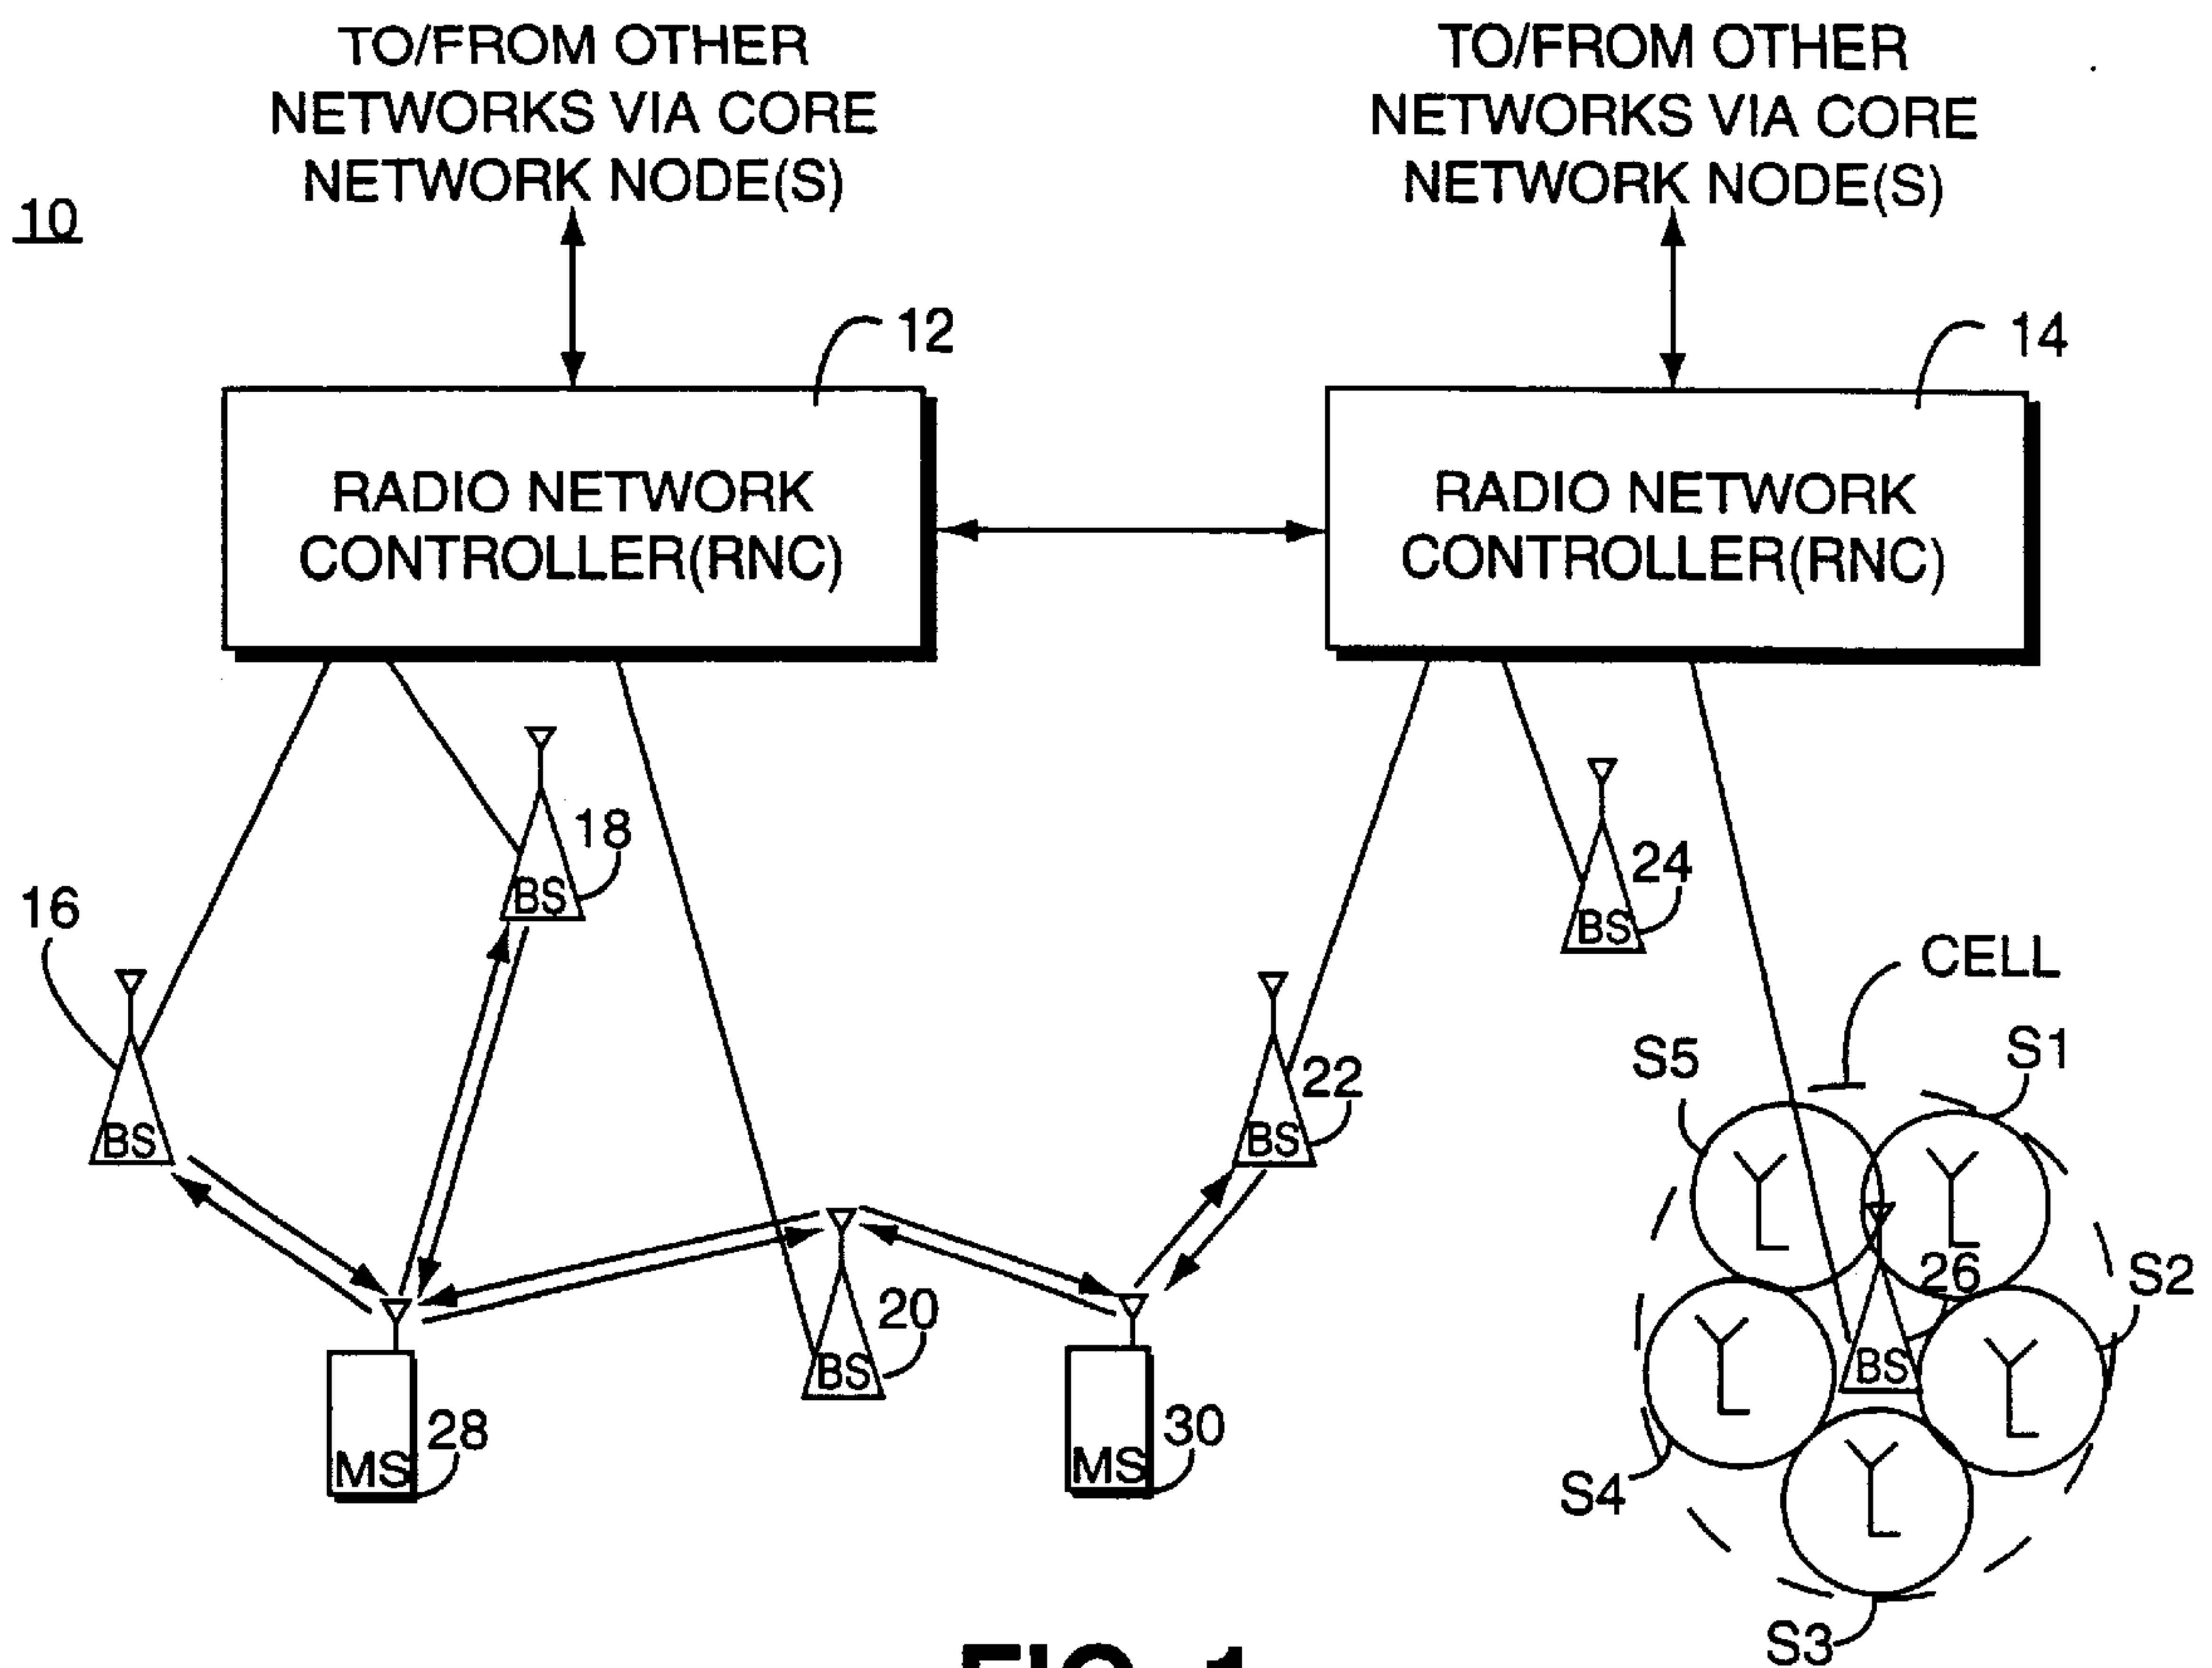 TO/FROM OTHER
NETWORKS VIA CORE
NETWORK NODE(S)
TO/FROM OTHER
NETWORKS VIA CORE
NETWORK NODE(S)
10
12
14
RADIO NETWORK
CONTROLLER(RNC)
RADIO NETWORK
CONTROLLER(RNC)
18
BS
24
BS
16
BS
CELL
S5
S1
22
BS
26
BS
S2
20
BS
28
MS
30
MS
S4
S3
FIG. 1